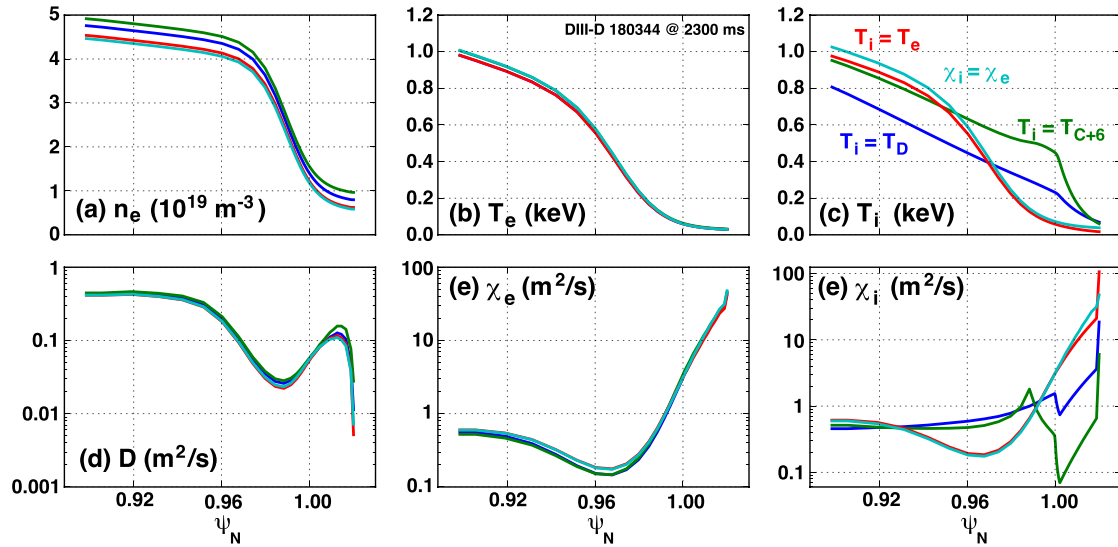 5
4
3
2
1
0
(a) nₑ (10¹⁹ m⁻³)
1.2
1.0
0.8
0.6
0.4
0.2
0.0
DIII-D 180344 @ 2300 ms
(b) Tₑ (keV)
1.2
1.0
0.8
0.6
0.4
0.2
0.0
Tᵢ = Tₑ
χᵢ = χₑ
Tᵢ = T_C+6
Tᵢ = T_D
(c) Tᵢ (keV)
1
0.1
0.01
0.001
(d) D (m²/s)
0.92 0.96 1.00
ψ_N
100
10
1
0.1
(e) χₑ (m²/s)
0.92 0.96 1.00
ψ_N
100
10
1
0.1
(e) χᵢ (m²/s)
0.92 0.96 1.00
ψ_N